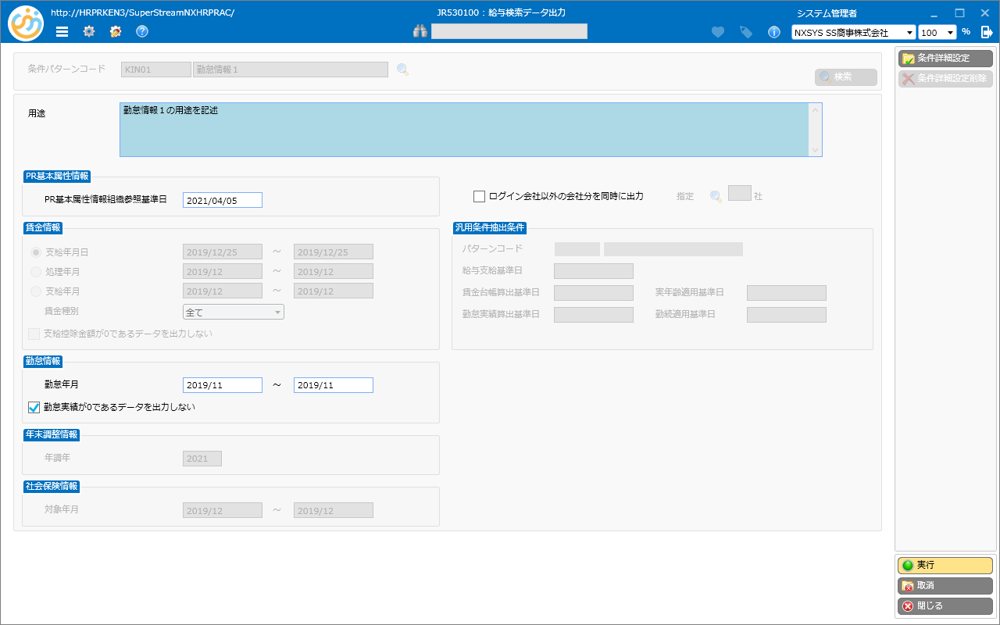 http://HRPRKEN3/SuperStreamNXHRPRAC/
JR530100 : 給与検索データ出力
システム管理者
NXSYS SS商事株式会社
100
%
条件パターンコード
KIN01
勤怠情報１
検索
条件詳細設定
条件詳細設定削除
用途
勤怠情報１の用途を記述
PR基本属性情報
PR基本属性情報組織参照基準日
2021/04/05
ログイン会社以外の会社分を同時に出力
指定
社
賃金情報
支給年月日
2019/12/25 ～ 2019/12/25
処理年月
2019/12 ～ 2019/12
支給年月
2019/12 ～ 2019/12
賃金種別
全て
支給控除金額が0であるデータを出力しない
汎用条件抽出条件
パターンコード
給与支給基準日
賃金台帳算出基準日
実年齢適用基準日
勤怠実績算出基準日
勤続適用基準日
勤怠情報
勤怠年月
2019/11 ～ 2019/11
勤怠実績が0であるデータを出力しない
年末調整情報
年調年
2021
社会保険情報
対象年月
2019/12 ～ 2019/12
実行
取消
閉じる